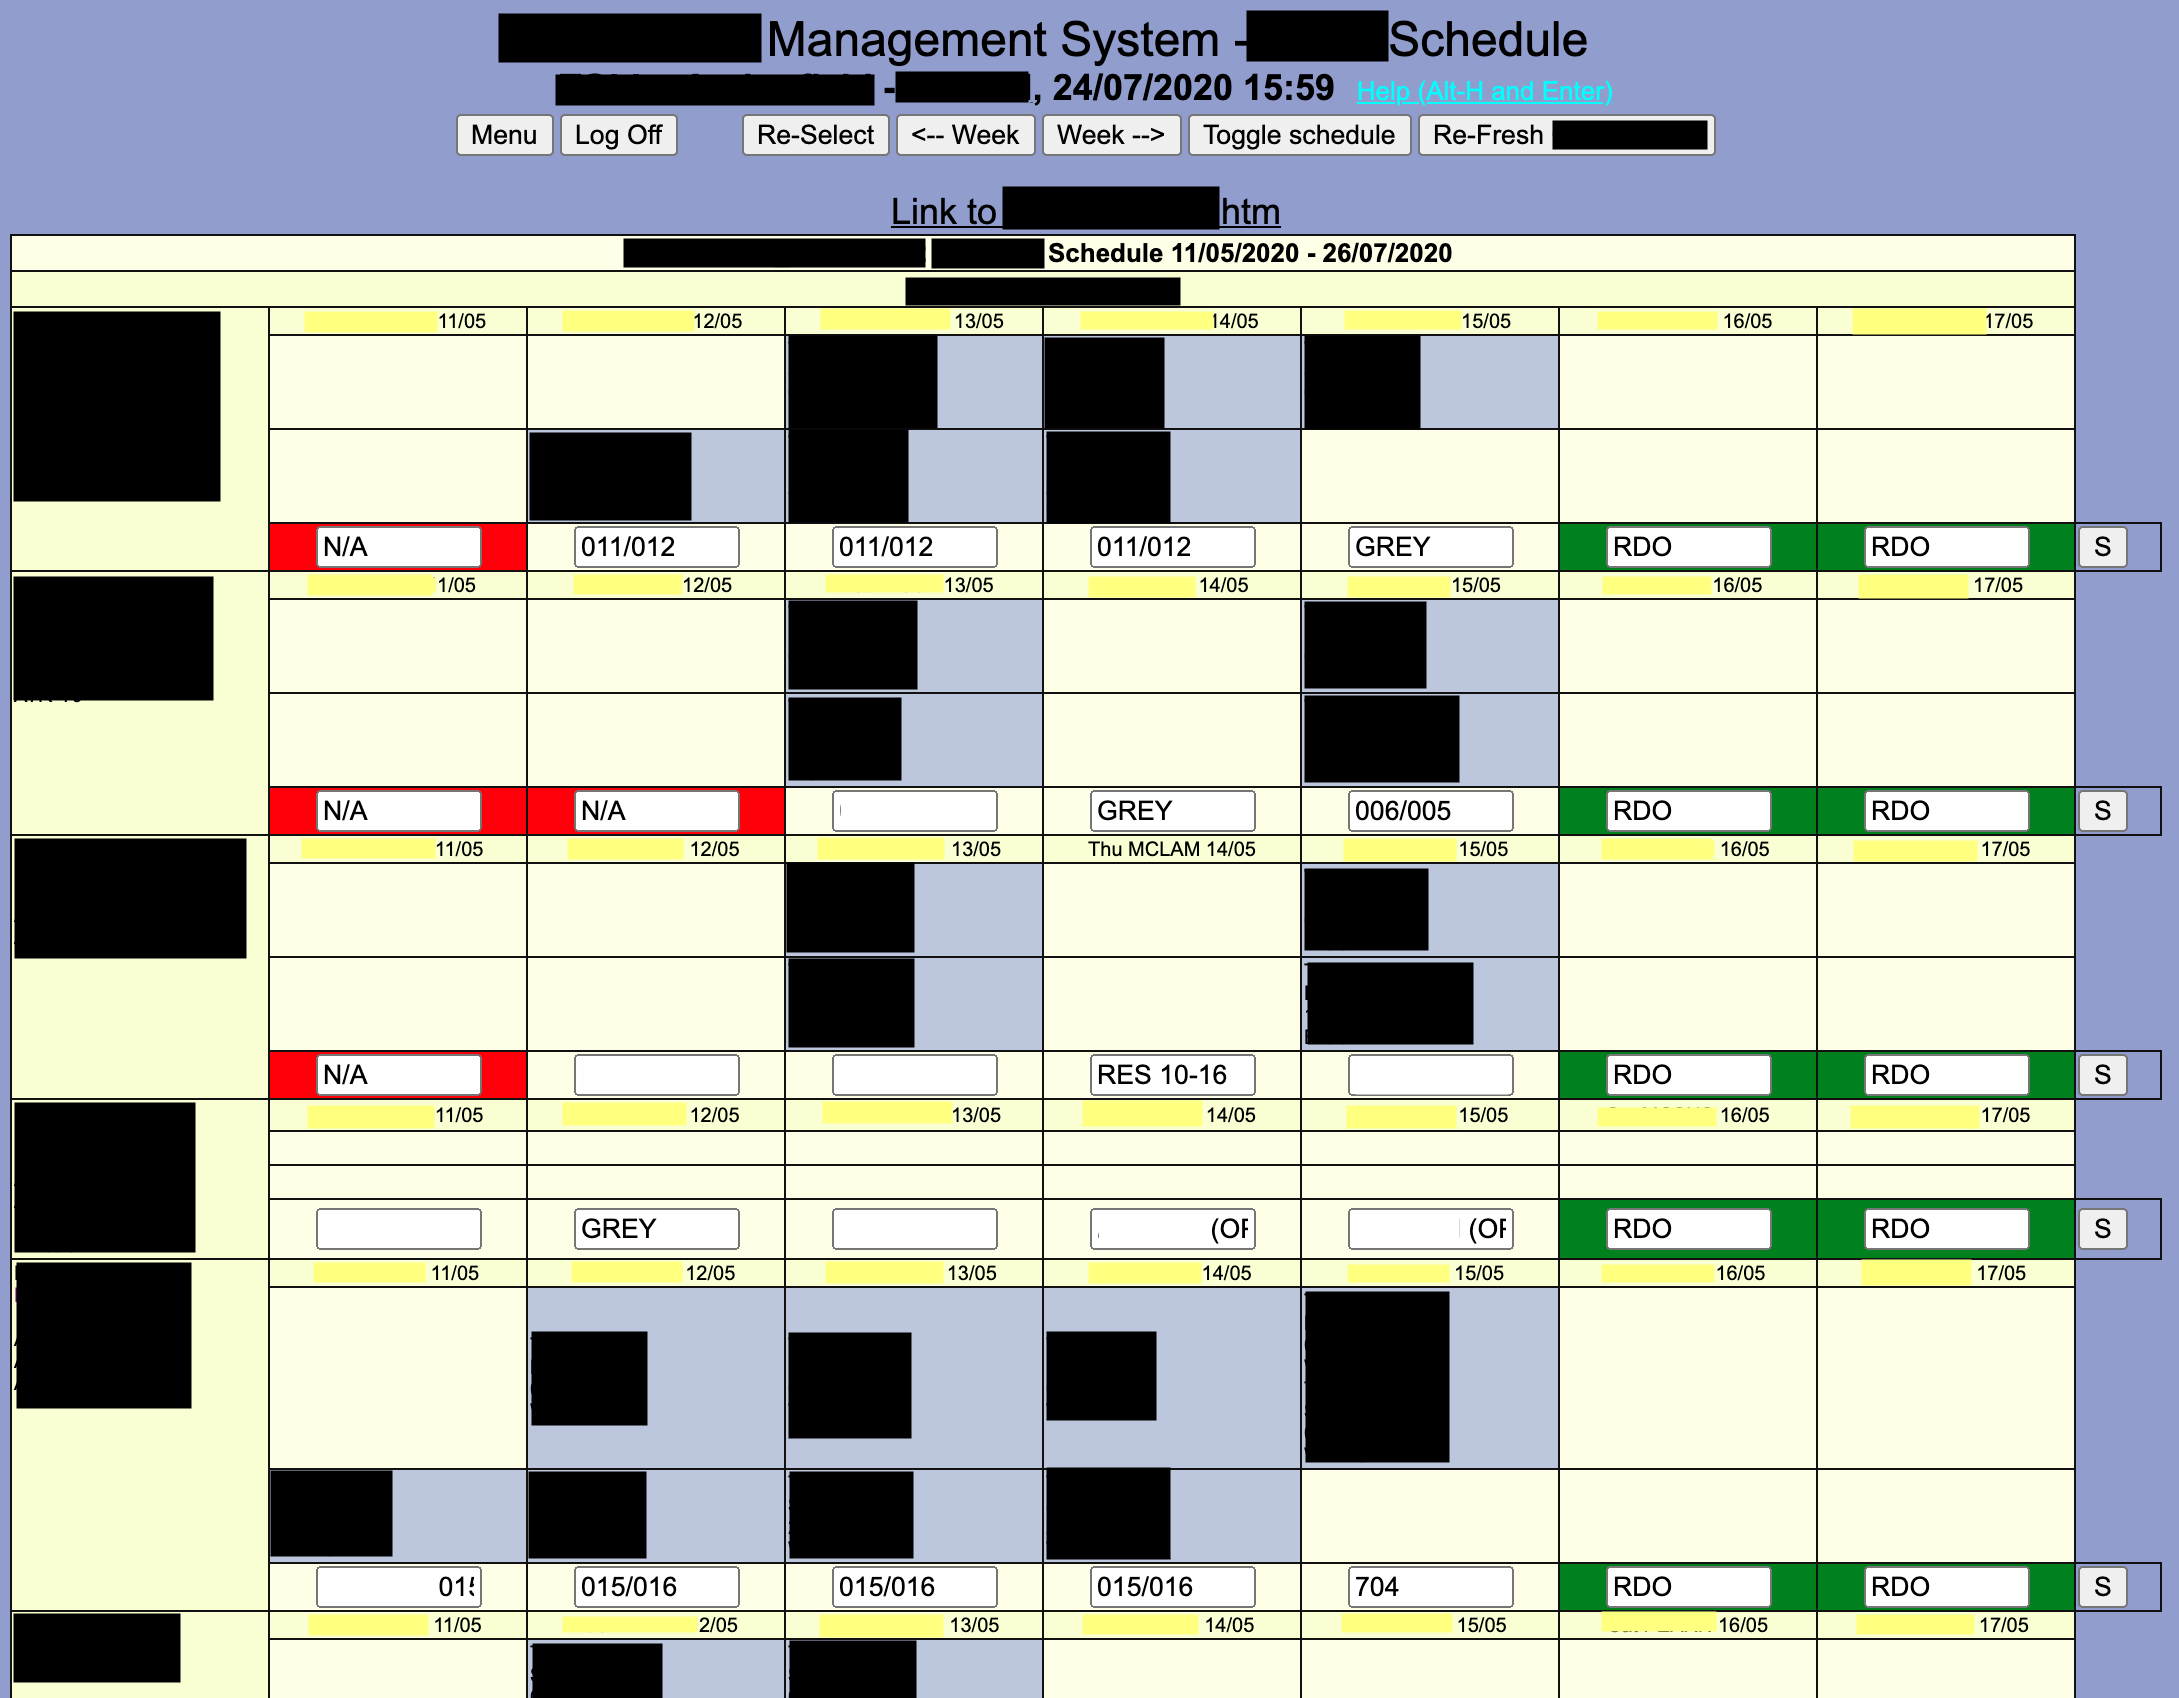 Management System - Schedule
- , 24/07/2020 15:59 Help (Alt-H and Enter)
Menu Log Off Re-Select <-- Week Week --> Toggle schedule Re-Fresh
Link to htm
Schedule 11/05/2020 - 26/07/2020
11/05 12/05 13/05 14/05 15/05 16/05 17/05
N/A 011/012 011/012 011/012 GREY RDO RDO S
1/05 12/05 13/05 14/05 15/05 16/05 17/05
N/A N/A GREY 006/005 RDO RDO S
11/05 12/05 13/05 Thu MCLAM 14/05 15/05 16/05 17/05
N/A RES 10-16 RDO RDO S
11/05 12/05 13/05 14/05 15/05 16/05 17/05
GREY RDO RDO S
11/05 12/05 13/05 14/05 15/05 16/05 17/05
015/016 015/016 015/016 704 RDO RDO S
11/05 2/05 13/05 14/05 15/05 16/05 17/05